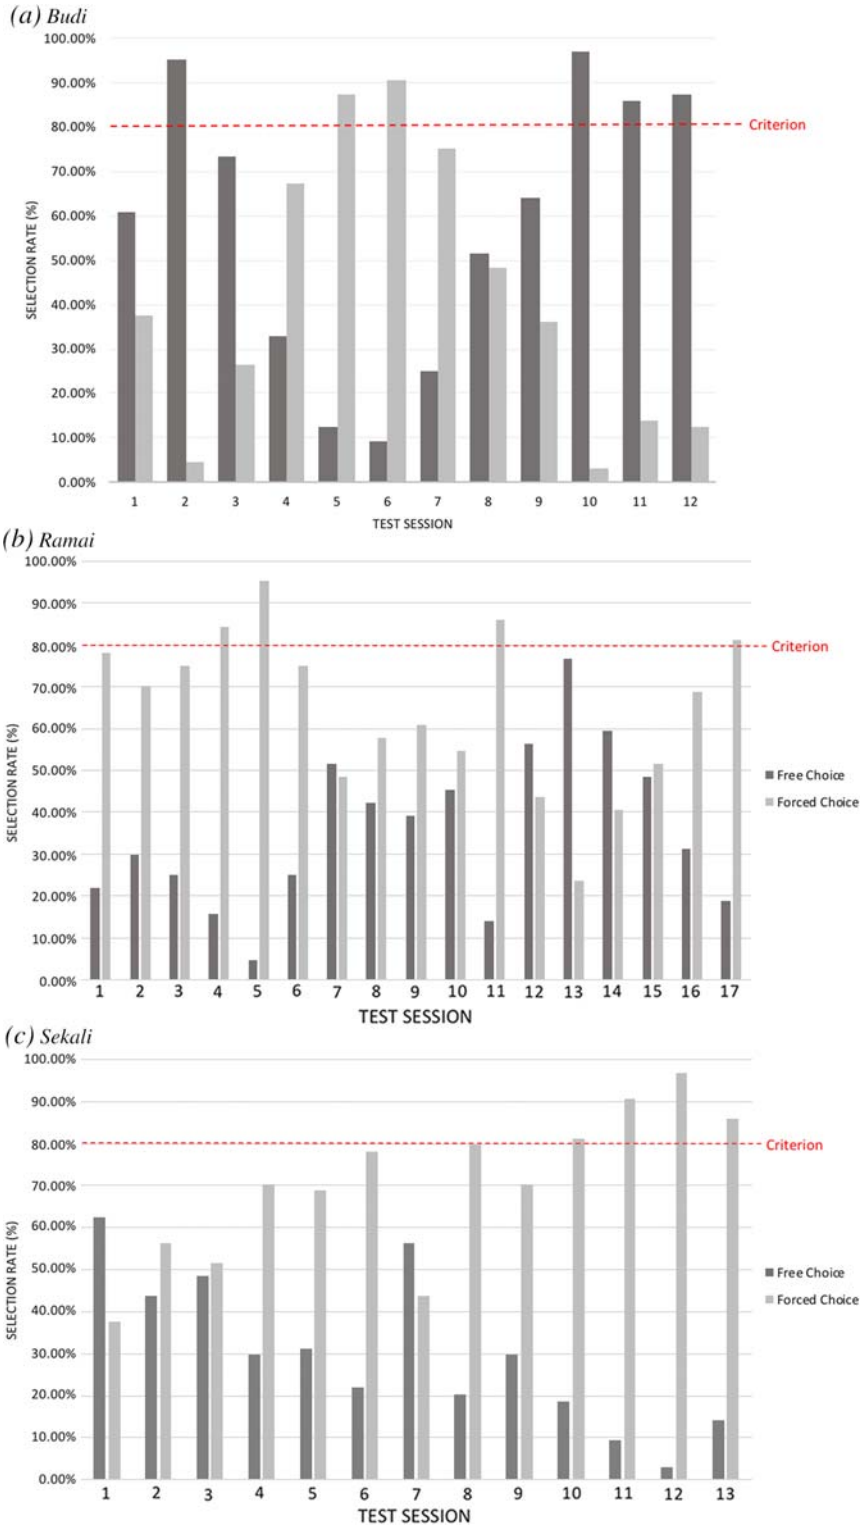 (a) Budi
100.00%
90.00%
80.00%
70.00%
60.00%
50.00%
40.00%
30.00%
20.00%
10.00%
0.00%
SELECTION RATE (%)
Criterion
1 2 3 4 5 6 7 8 9 10 11 12
TEST SESSION
(b) Ramai
100.00%
90.00%
80.00%
70.00%
60.00%
50.00%
40.00%
30.00%
20.00%
10.00%
0.00%
SELECTION RATE (%)
Criterion
Free Choice
Forced Choice
1 2 3 4 5 6 7 8 9 10 11 12 13 14 15 16 17
TEST SESSION
(c) Sekali
100.00%
90.00%
80.00%
70.00%
60.00%
50.00%
40.00%
30.00%
20.00%
10.00%
0.00%
SELECTION RATE (%)
Criterion
Free Choice
Forced Choice
1 2 3 4 5 6 7 8 9 10 11 12 13
TEST SESSION